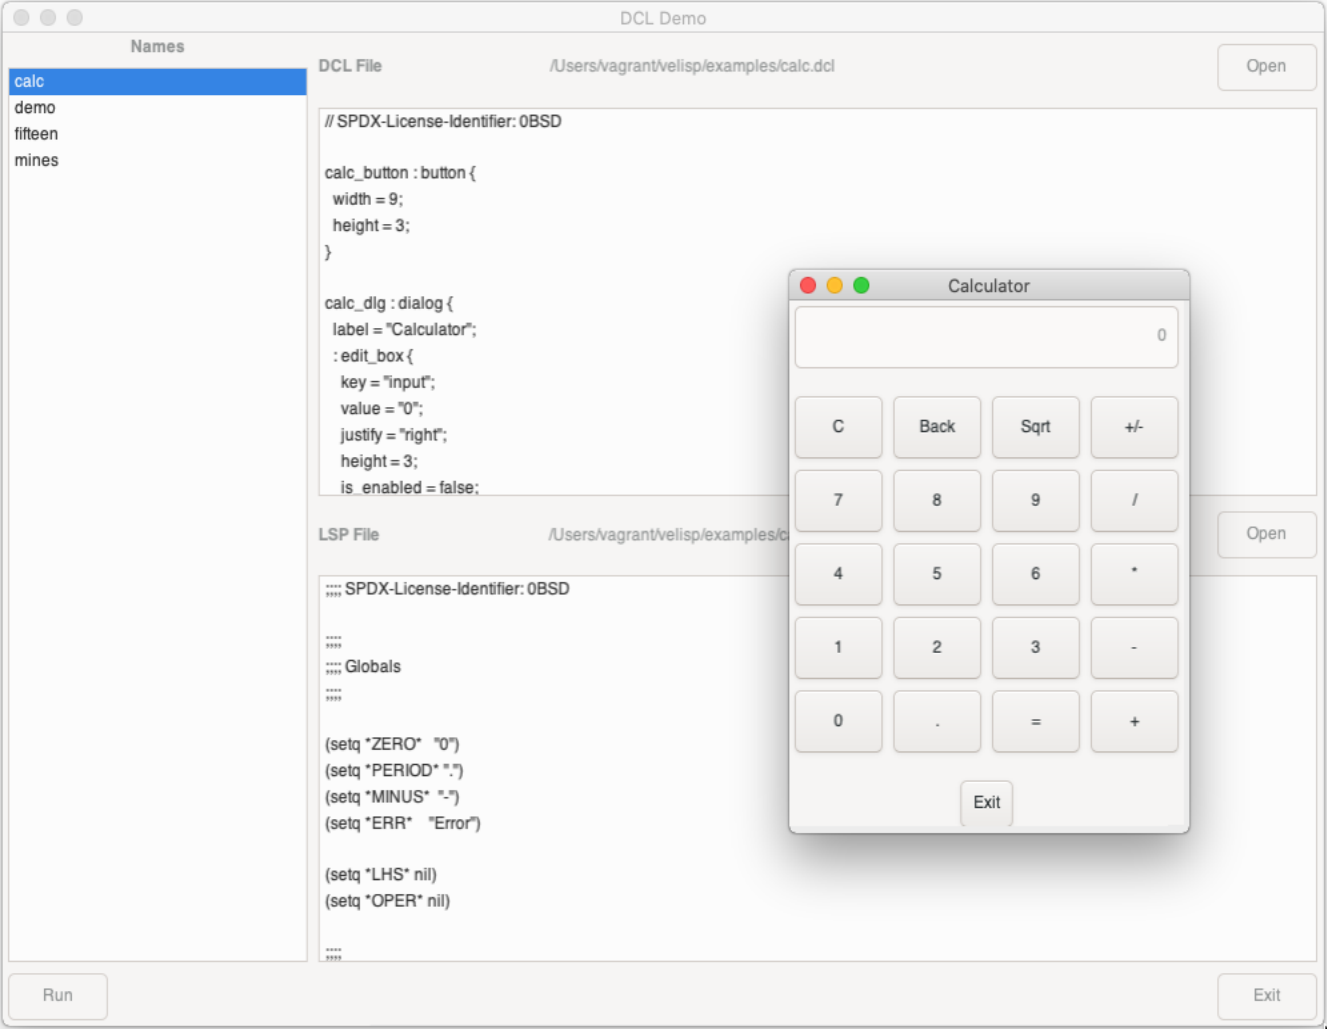 DCL Demo
Names
calc
demo
fifteen
mines
DCL File /Users/vagrant/velisp/examples/calc.dcl Open
// SPDX-License-Identifier: 0BSD
calc_button : button {
width = 9;
height = 3;
}
calc_dlg : dialog {
label = "Calculator";
: edit_box {
key = "input";
value = "0";
justify = "right";
height = 3;
is_enabled = false;
LSP File /Users/vagrant/velisp/examples/ Open
;;;; SPDX-License-Identifier: 0BSD
;;;;
;;;; Globals
;;;;
(setq *ZERO* "0")
(setq *PERIOD* ".")
(setq *MINUS* "-")
(setq *ERR* "Error")
(setq *LHS* nil)
(setq *OPER* nil)
;;;;
Run Exit
Calculator
0
C Back Sqrt +/-
7 8 9 /
4 5 6 *
1 2 3 -
0 . = +
Exit